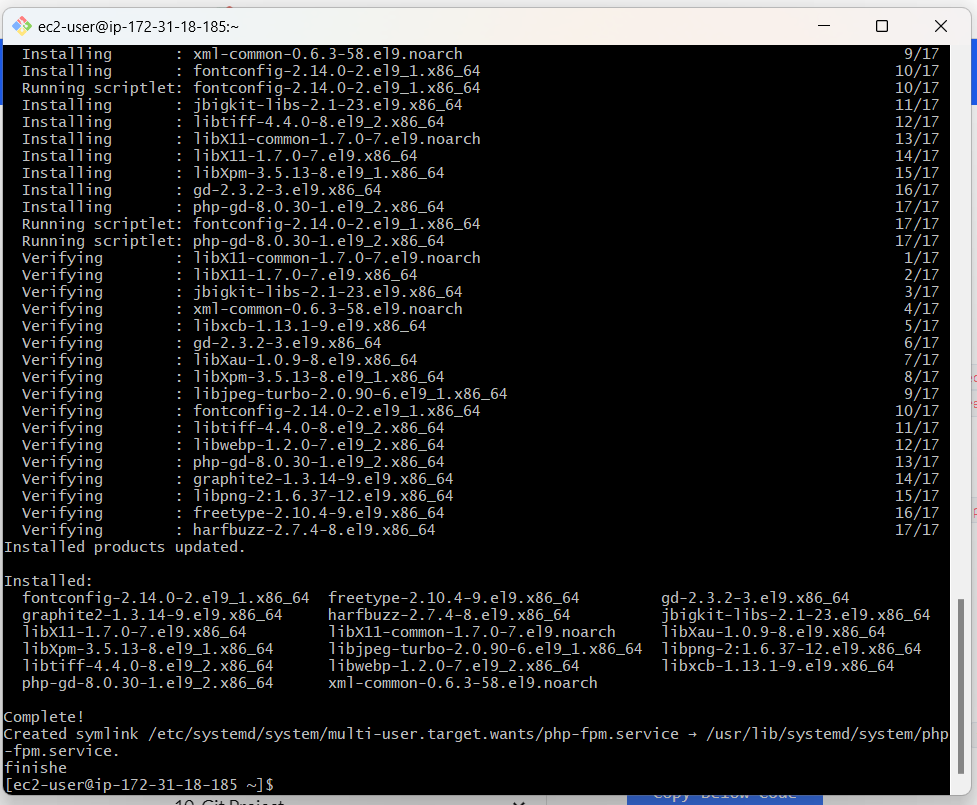 ec2-user@ip-172-31-18-185:~
Installing : xml-common-0.6.3-58.el9.noarch 9/17
Installing : fontconfig-2.14.0-2.el9_1.x86_64 10/17
Running scriptlet: fontconfig-2.14.0-2.el9_1.x86_64 10/17
Installing : jbigkit-libs-2.1-23.el9.x86_64 11/17
Installing : libtiff-4.4.0-8.el9_2.x86_64 12/17
Installing : libX11-common-1.7.0-7.el9.noarch 13/17
Installing : libX11-1.7.0-7.el9.x86_64 14/17
Installing : libXpm-3.5.13-8.el9_1.x86_64 15/17
Installing : gd-2.3.2-3.el9.x86_64 16/17
Installing : php-gd-8.0.30-1.el9_2.x86_64 17/17
Running scriptlet: fontconfig-2.14.0-2.el9_1.x86_64 17/17
Running scriptlet: php-gd-8.0.30-1.el9_2.x86_64 17/17
Verifying : libX11-common-1.7.0-7.el9.noarch 1/17
Verifying : libX11-1.7.0-7.el9.x86_64 2/17
Verifying : jbigkit-libs-2.1-23.el9.x86_64 3/17
Verifying : xml-common-0.6.3-58.el9.noarch 4/17
Verifying : libxcb-1.13.1-9.el9.x86_64 5/17
Verifying : gd-2.3.2-3.el9.x86_64 6/17
Verifying : libXau-1.0.9-8.el9.x86_64 7/17
Verifying : libXpm-3.5.13-8.el9_1.x86_64 8/17
Verifying : libjpeg-turbo-2.0.90-6.el9_1.x86_64 9/17
Verifying : fontconfig-2.14.0-2.el9_1.x86_64 10/17
Verifying : libtiff-4.4.0-8.el9_2.x86_64 11/17
Verifying : libwebp-1.2.0-7.el9_2.x86_64 12/17
Verifying : php-gd-8.0.30-1.el9_2.x86_64 13/17
Verifying : graphite2-1.3.14-9.el9.x86_64 14/17
Verifying : libpng-2:1.6.37-12.el9.x86_64 15/17
Verifying : freetype-2.10.4-9.el9.x86_64 16/17
Verifying : harfbuzz-2.7.4-8.el9.x86_64 17/17
Installed products updated.
Installed:
fontconfig-2.14.0-2.el9_1.x86_64 freetype-2.10.4-9.el9.x86_64 gd-2.3.2-3.el9.x86_64
graphite2-1.3.14-9.el9.x86_64 harfbuzz-2.7.4-8.el9.x86_64 jbigkit-libs-2.1-23.el9.x86_64
libX11-1.7.0-7.el9.x86_64 libX11-common-1.7.0-7.el9.noarch libXau-1.0.9-8.el9.x86_64
libXpm-3.5.13-8.el9_1.x86_64 libjpeg-turbo-2.0.90-6.el9_1.x86_64 libpng-2:1.6.37-12.el9.x86_64
libtiff-4.4.0-8.el9_2.x86_64 libwebp-1.2.0-7.el9_2.x86_64 libxcb-1.13.1-9.el9.x86_64
php-gd-8.0.30-1.el9_2.x86_64 xml-common-0.6.3-58.el9.noarch
Complete!
Created symlink /etc/systemd/system/multi-user.target.wants/php-fpm.service → /usr/lib/systemd/system/php
-fpm.service.
finishe
[ec2-user@ip-172-31-18-185 ~]$
10. Git Project
Copy Below Code